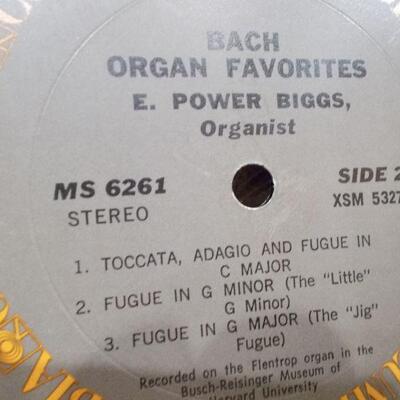 BACH
ORGAN FAVORITES
E. POWER BIGGS,
Organist
MS 6261
STEREO
SIDE 2
XSM 5327
1. TOCCATA, ADAGIO AND FUGUE IN
C MAJOR
2. FUGUE IN G MINOR (The "Little"
G Minor)
3. FUGUE IN G MAJOR (The "Jig"
Fugue)
Recorded on the Flentrop organ in the
Busch-Reisinger Museum of
Harvard University